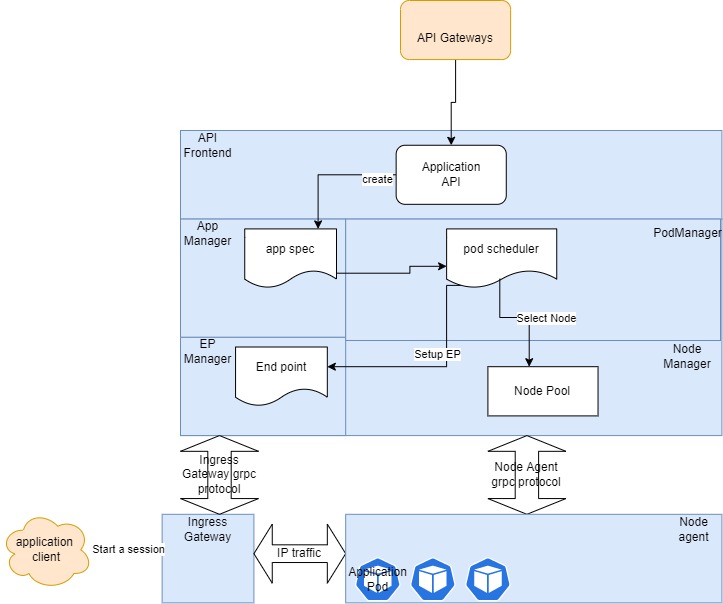 API Gateways
API
Frontend
Application
API
create
App
Manager
app spec
pod scheduler
PodManager
Select Node
EP
Manager
End point
Setup EP
Node
Manager
Node Pool
Ingress
Gateway grpc
protocol
Node Agent
grpc protocol
application
client
Start a session
Ingress
Gateway
IP traffic
Node
agent
Application
Pod